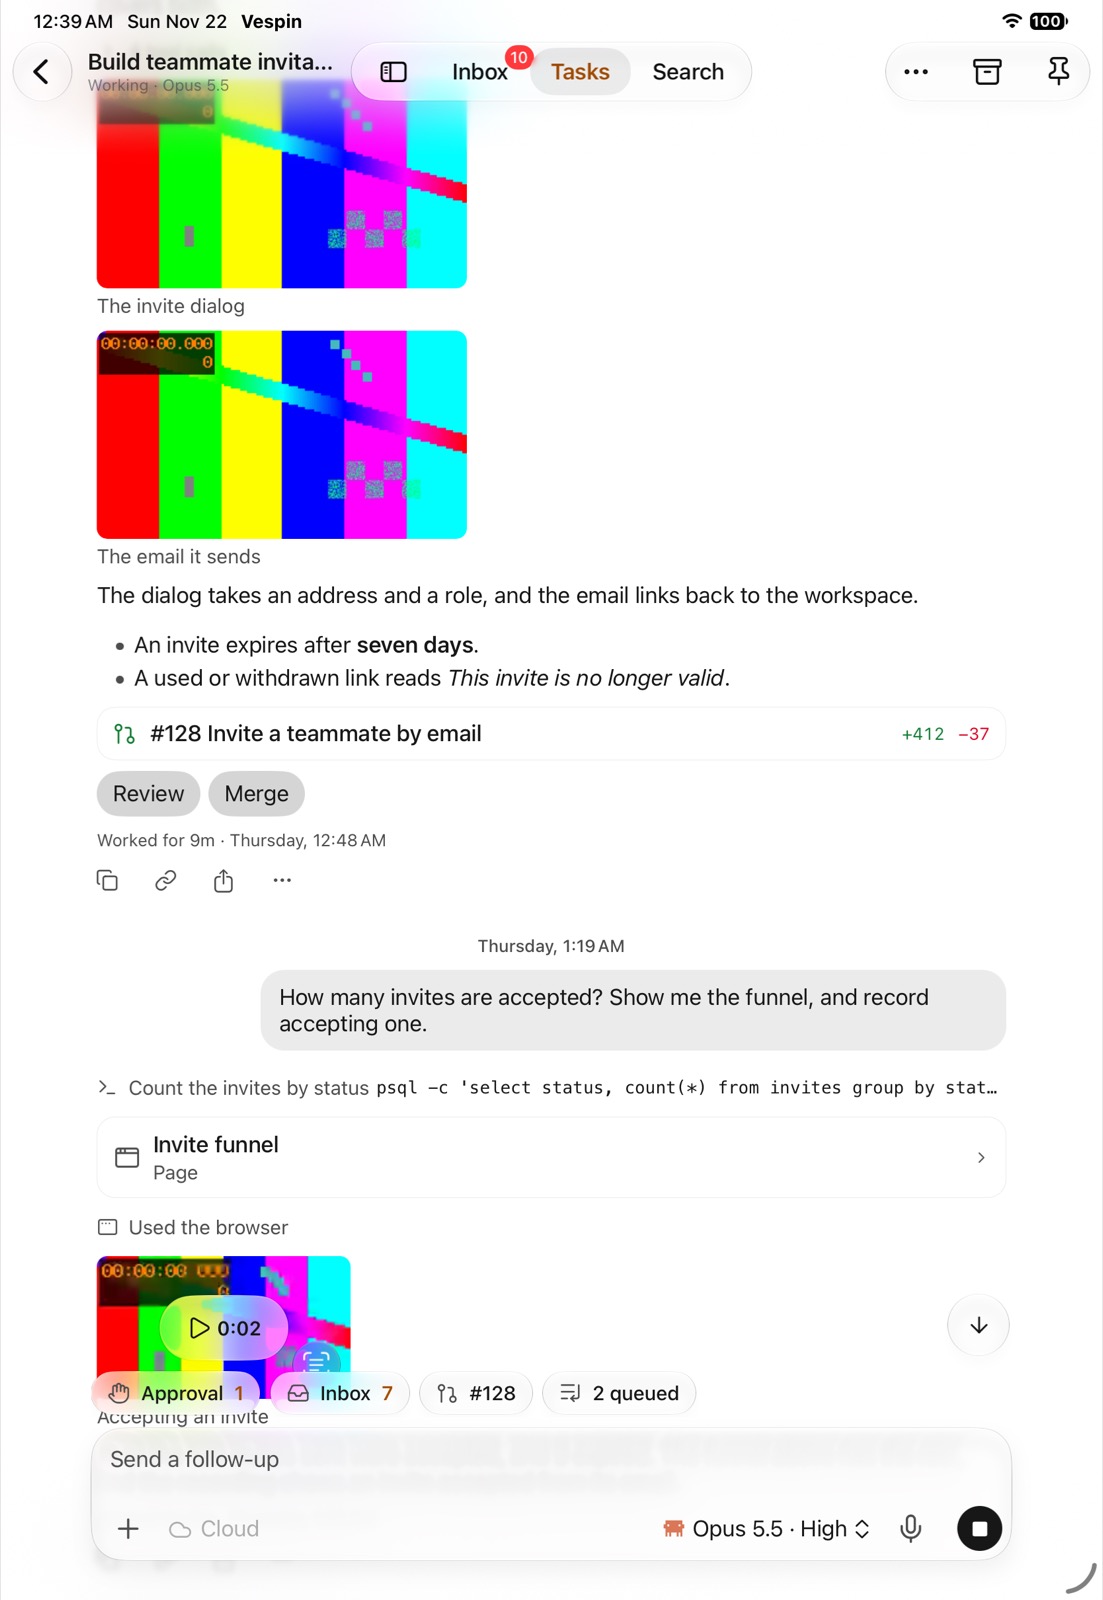 12:39 AM Sun Nov 22 Vespin
100
Build teammate invita...
Working · Opus 5.5
Inbox 10
Tasks
Search
0
The invite dialog
00:00:00.000
0
The email it sends
The dialog takes an address and a role, and the email links back to the workspace.
• An invite expires after seven days.
• A used or withdrawn link reads This invite is no longer valid.
#128 Invite a teammate by email +412 −37
Review Merge
Worked for 9m · Thursday, 12:48 AM
Thursday, 1:19 AM
How many invites are accepted? Show me the funnel, and record
accepting one.
Count the invites by status psql -c 'select status, count(*) from invites group by stat…
Invite funnel
Page
Used the browser
0:02
Approval 1
Inbox 7
#128
2 queued
Accepting an invite
Send a follow-up
Cloud
Opus 5.5 · High